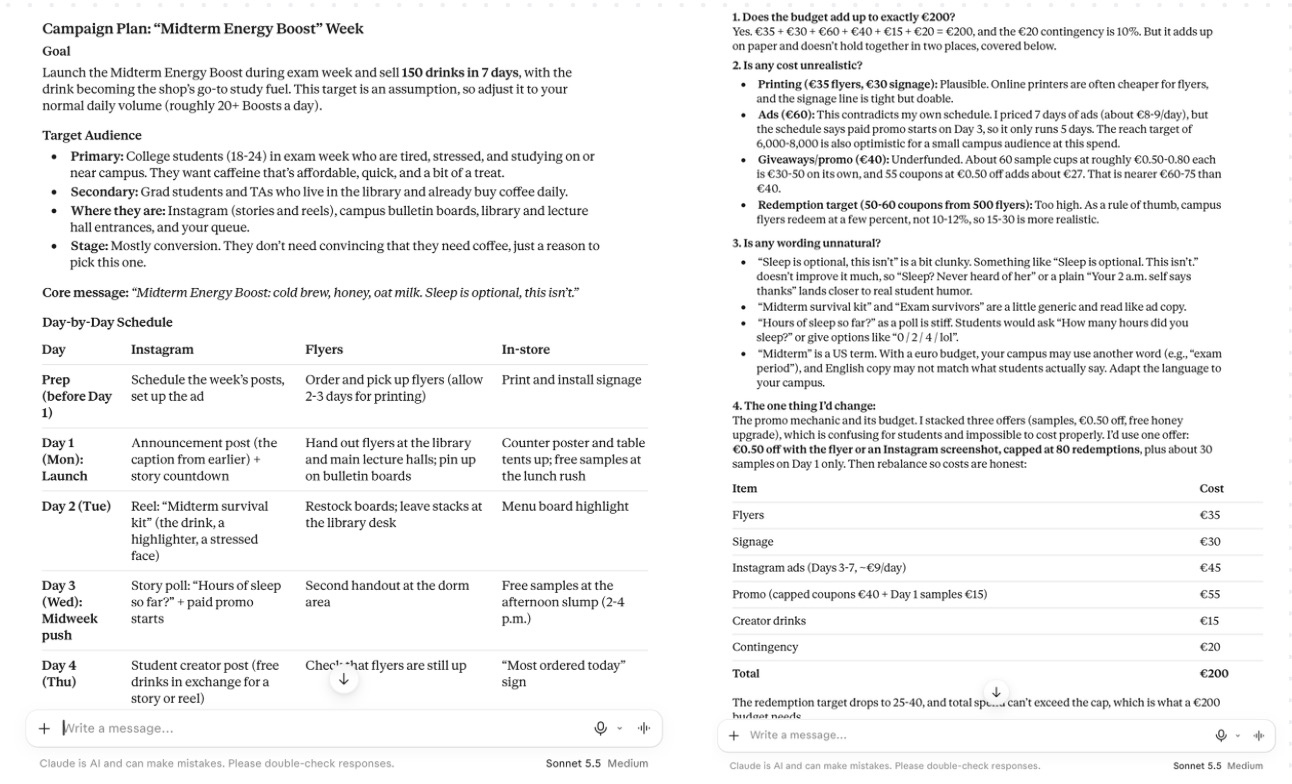 Campaign Plan: “Midterm Energy Boost” Week
Goal
Launch the Midterm Energy Boost during exam week and sell 150 drinks in 7 days, with the
drink becoming the shop’s go-to study fuel. This target is an assumption, so adjust it to your
normal daily volume (roughly 20+ Boosts a day).
Target Audience
• Primary: College students (18-24) in exam week who are tired, stressed, and studying on or
near campus. They want caffeine that’s affordable, quick, and a bit of a treat.
• Secondary: Grad students and TAs who live in the library and already buy coffee daily.
• Where they are: Instagram (stories and reels), campus bulletin boards, library and lecture
hall entrances, and your queue.
• Stage: Mostly conversion. They don’t need convincing that they need coffee, just a reason to
pick this one.
Core message: “Midterm Energy Boost: cold brew, honey, oat milk. Sleep is optional, this isn’t.”
Day-by-Day Schedule
Day Instagram Flyers In-store
Prep Schedule the week’s posts, Order and pick up flyers (allow Print and install signage
(before Day set up the ad 2-3 days for printing)
1)
Day 1 Announcement post (the Hand out flyers at the library Counter poster and table
(Mon): caption from earlier) + and main lecture halls; pin up tents up; free samples at
Launch story countdown on bulletin boards the lunch rush
Day 2 (Tue) Reel: “Midterm survival Restock boards; leave stacks at Menu board highlight
kit” (the drink, a the library desk
highlighter, a stressed
face)
Day 3 Story poll: “Hours of sleep Second handout at the dorm Free samples at the
(Wed): so far?” + paid promo area afternoon slump (2-4
Midweek starts p.m.)
push
Day 4 Student creator post (free Check that flyers are still up “Most ordered today”
(Thu) drinks in exchange for a sign
story or reel)
Write a message...
Claude is AI and can make mistakes. Please double-check responses. Sonnet 5.5 Medium
1. Does the budget add up to exactly €200?
Yes. €35 + €30 + €60 + €40 + €15 + €20 = €200, and the €20 contingency is 10%. But it adds up
on paper and doesn’t hold together in two places, covered below.
2. Is any cost unrealistic?
• Printing (€35 flyers, €30 signage): Plausible. Online printers are often cheaper for flyers,
and the signage line is tight but doable.
• Ads (€60): This contradicts my own schedule. I priced 7 days of ads (about €8-9/day), but
the schedule says paid promo starts on Day 3, so it only runs 5 days. The reach target of
6,000-8,000 is also optimistic for a small campus audience at this spend.
• Giveaways/promo (€40): Underfunded. About 60 sample cups at roughly €0.50-0.80 each
is €30-50 on its own, and 55 coupons at €0.50 off adds about €27. That is nearer €60-75 than
€40.
• Redemption target (50-60 coupons from 500 flyers): Too high. As a rule of thumb, campus
flyers redeem at a few percent, not 10-12%, so 15-30 is more realistic.
3. Is any wording unnatural?
• “Sleep is optional, this isn’t” is a bit clunky. Something like “Sleep is optional. This isn’t.”
doesn’t improve it much, so “Sleep? Never heard of her” or a plain “Your 2 a.m. self says
thanks” lands closer to real student humor.
• “Midterm survival kit” and “Exam survivors” are a little generic and read like ad copy.
• “Hours of sleep so far?” as a poll is stiff. Students would ask “How many hours did you
sleep?” or give options like “0 / 2 / 4 / lol”.
• “Midterm” is a US term. With a euro budget, your campus may use another word (e.g., “exam
period”), and English copy may not match what students actually say. Adapt the language to
your campus.
4. The one thing I’d change:
The promo mechanic and its budget. I stacked three offers (samples, €0.50 off, free honey
upgrade), which is confusing for students and impossible to cost properly. I’d use one offer:
€0.50 off with the flyer or an Instagram screenshot, capped at 80 redemptions, plus about 30
samples on Day 1 only. Then rebalance so costs are honest:
Item Cost
Flyers €35
Signage €30
Instagram ads (Days 3-7, ~€9/day) €45
Promo (capped coupons €40 + Day 1 samples €15) €55
Creator drinks €15
Contingency €20
Total €200
The redemption target drops to 25-40, and total spend can’t exceed the cap, which is what a €200
budget needs
Write a message...
Claude is AI and can make mistakes. Please double-check responses. Sonnet 5.5 Medium